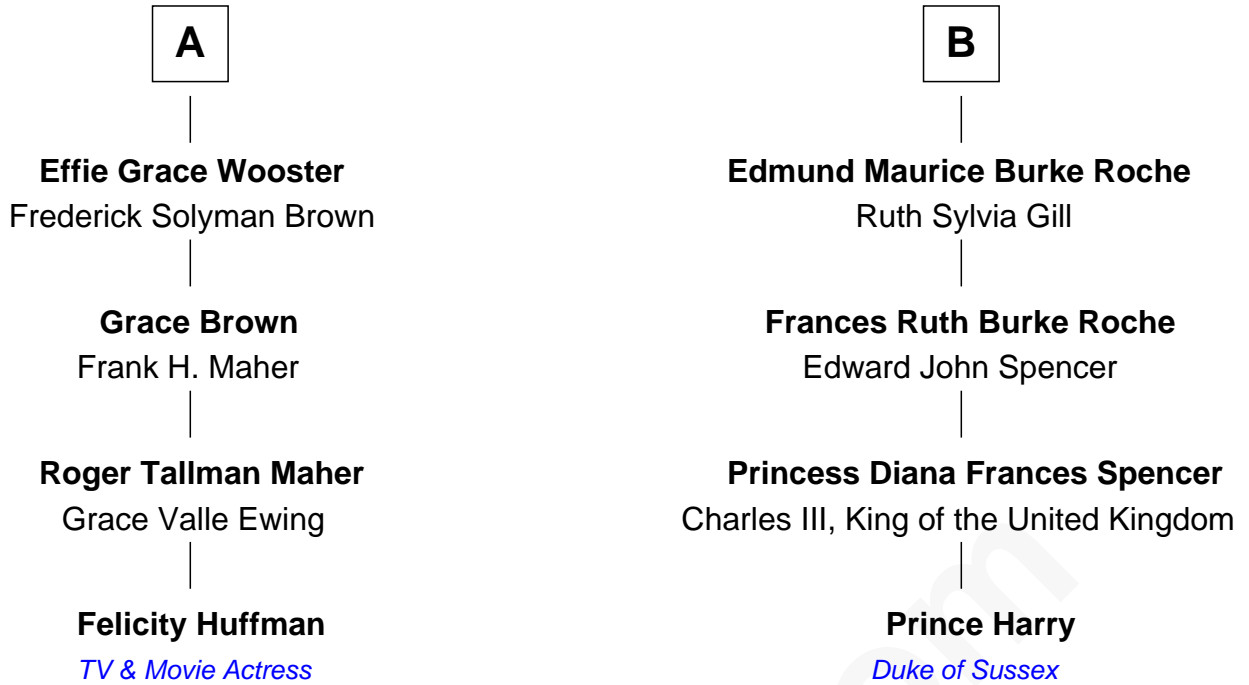 A
Effie Grace Wooster
Frederick Solyman Brown
Grace Brown
Frank H. Maher
Roger Tallman Maher
Grace Valle Ewing
Felicity Huffman
TV & Movie Actress
B
Edmund Maurice Burke Roche
Ruth Sylvia Gill
Frances Ruth Burke Roche
Edward John Spencer
Princess Diana Frances Spencer
Charles III, King of the United Kingdom
Prince Harry
Duke of Sussex